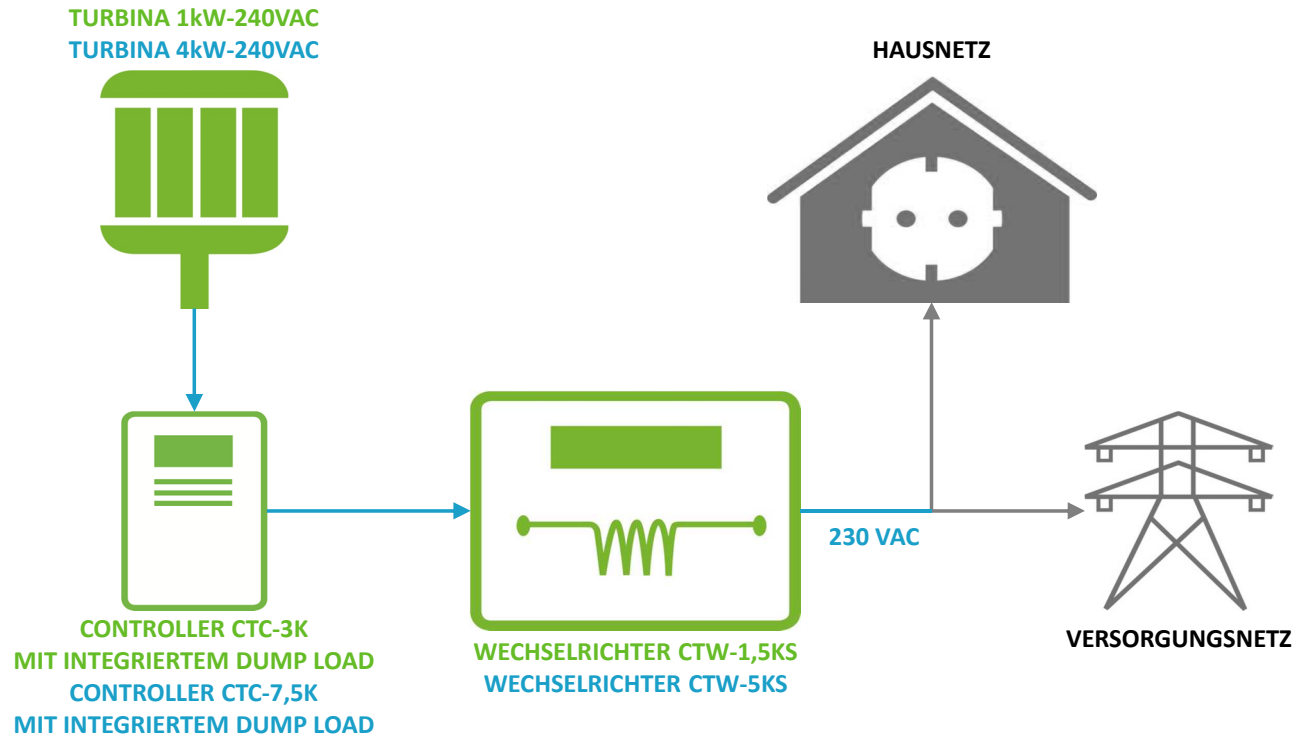 TURBINA 1kW-240VAC
TURBINA 4kW-240VAC
HAUSNETZ
230 VAC
CONTROLLER CTC-3K
MIT INTEGRIERTEM DUMP LOAD
CONTROLLER CTC-7,5K
MIT INTEGRIERTEM DUMP LOAD
WECHSELRICHTER CTW-1,5KS
WECHSELRICHTER CTW-5KS
VERSORGUNGSNETZ